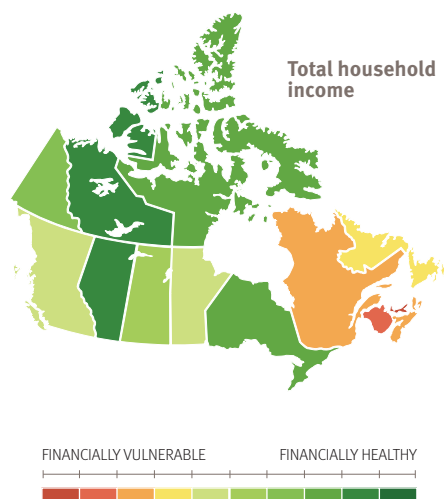 Total household
income
FINANCIALLY VULNERABLE
FINANCIALLY HEALTHY